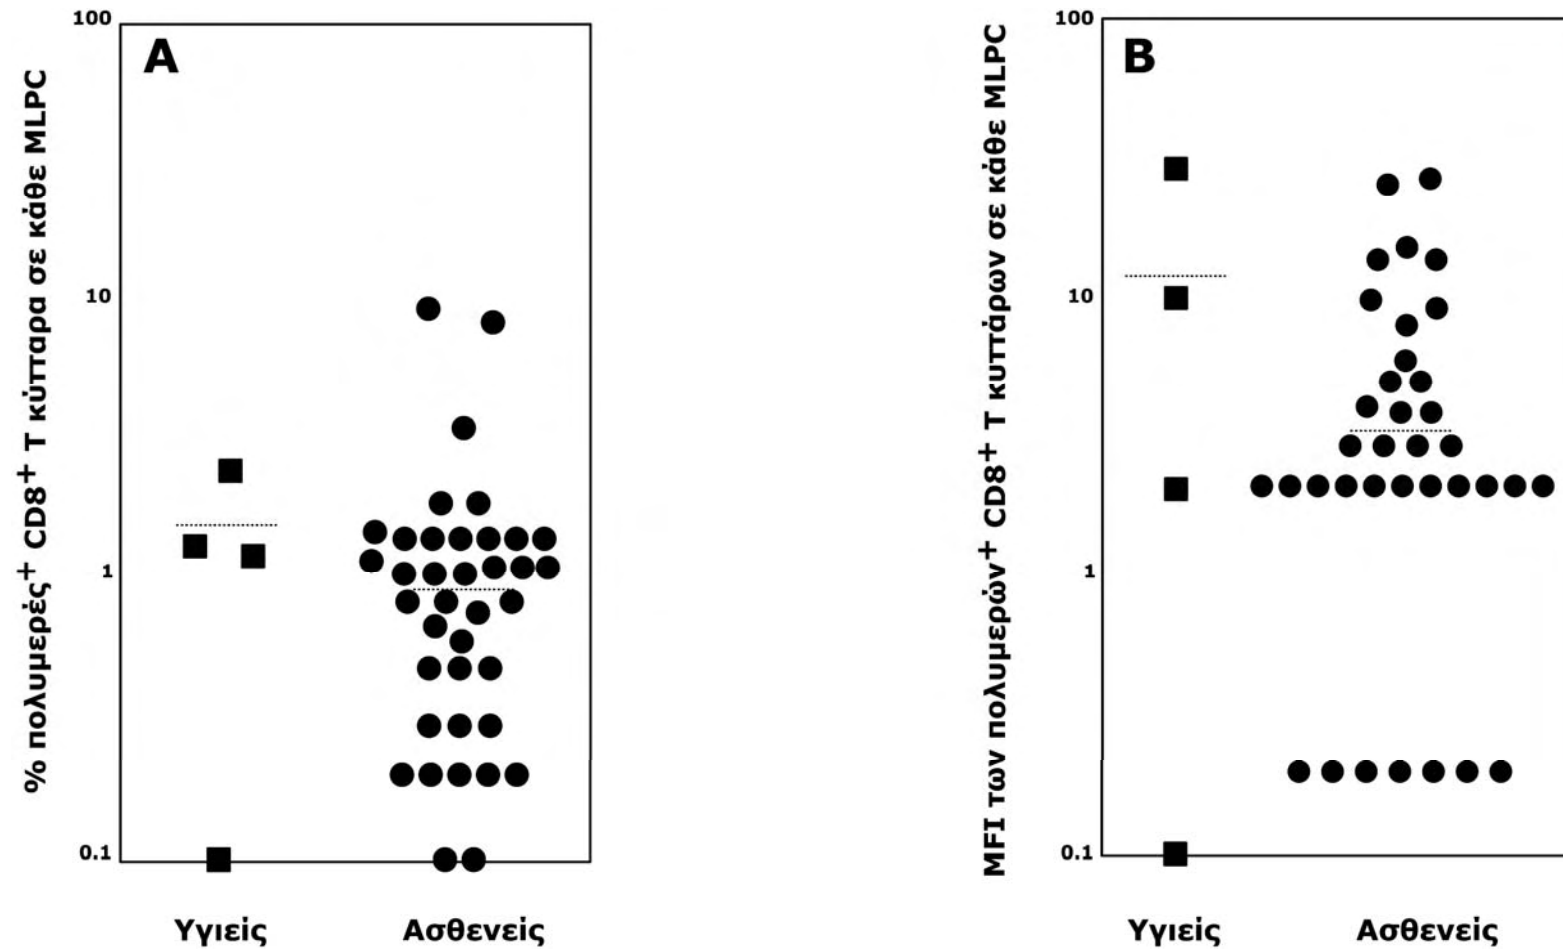 A
% πολυμερές+ CD8+ Τ κύτταρα σε κάθε MLPC
100
10
1
0.1
Υγιείς
Ασθενείς
B
MFI των πολυμερών+ CD8+ Τ κυττάρων σε κάθε MLPC
100
10
1
0.1
Υγιείς
Ασθενείς